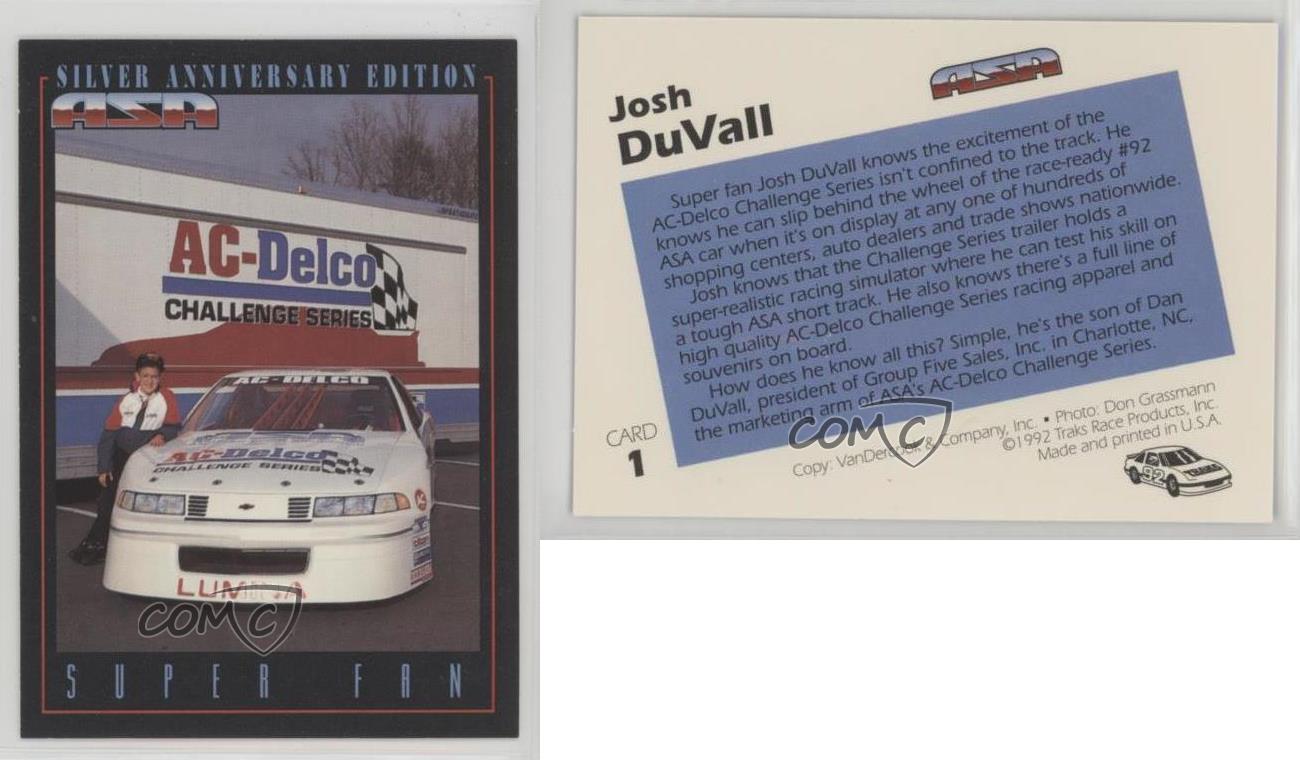 SILVER ANNIVERSARY EDITION
ASA
AC-Delco
CHALLENGE SERIES
AC-DELCO
AC-Delco
CHALLENGE SERIES
LUMINA
COMC
SUPER FAN
Josh
DuVall
ASA
Super fan Josh DuVall knows the excitement of the
AC-Delco Challenge Series isn't confined to the track. He
knows he can slip behind the wheel of the race-ready #92
ASA car when it's on display at any one of hundreds of
shopping centers, auto dealers and trade shows nationwide.
Josh knows that the Challenge Series trailer holds a
super-realistic racing simulator where he can test his skill on
a tough ASA short track. He also knows there's a full line of
high quality AC-Delco Challenge Series racing apparel and
souvenirs on board.
How does he know all this? Simple, he's the son of Dan
DuVall, president of Group Five Sales, Inc. in Charlotte, NC,
the marketing arm of ASA's AC-Delco Challenge Series.
CARD
1
COMC
Copy: VanDercook & Company, Inc. • Photo: Don Grassmann
©1992 Traks Race Products, Inc.
Made and printed in U.S.A.
92